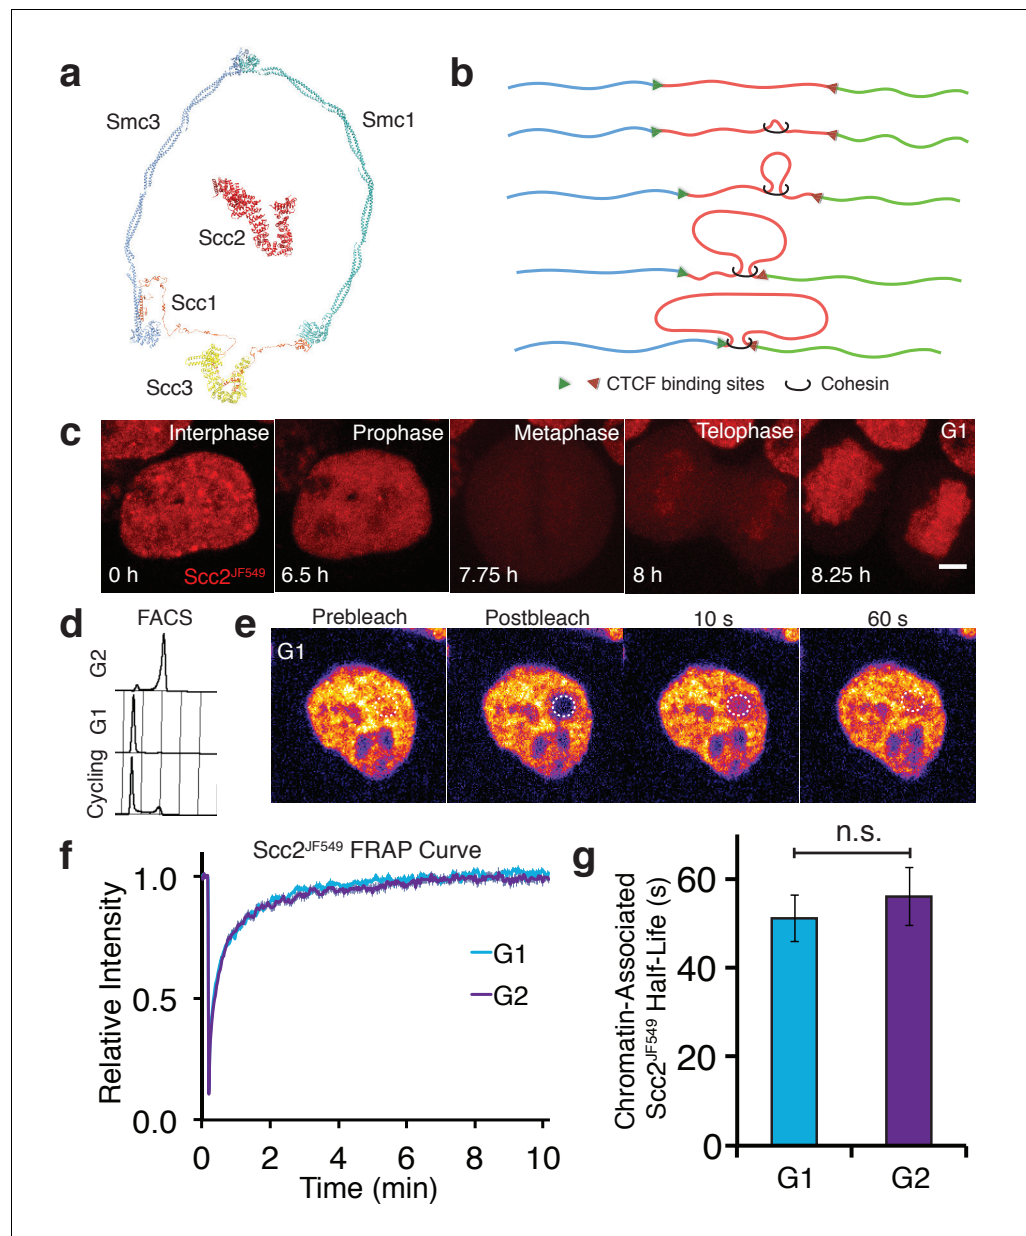 a
Smc3
Smc1
Scc2
Scc1
Scc3
b
CTCF binding sites
Cohesin
c
Interphase
Prophase
Metaphase
Telophase
G1
0 h
Scc2JF549
6.5 h
7.75 h
8 h
8.25 h
d
FACS
G2
G1
Cycling
e
Prebleach
Postbleach
10 s
60 s
G1
f
Scc2JF549 FRAP Curve
Relative Intensity
1.0
0.5
0.0
G1
G2
0 2 4 6 8 10
Time (min)
g
n.s.
Chromatin-Associated
Scc2JF549 Half-Life (s)
60
40
20
0
G1 G2